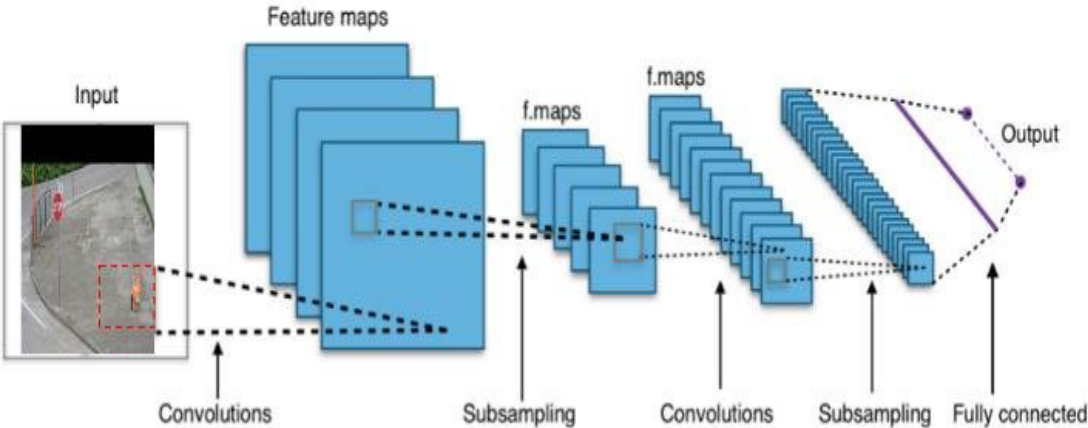 Feature maps
Input
f.maps
f.maps
Output
Convolutions
Subsampling
Convolutions
Subsampling
Fully connected